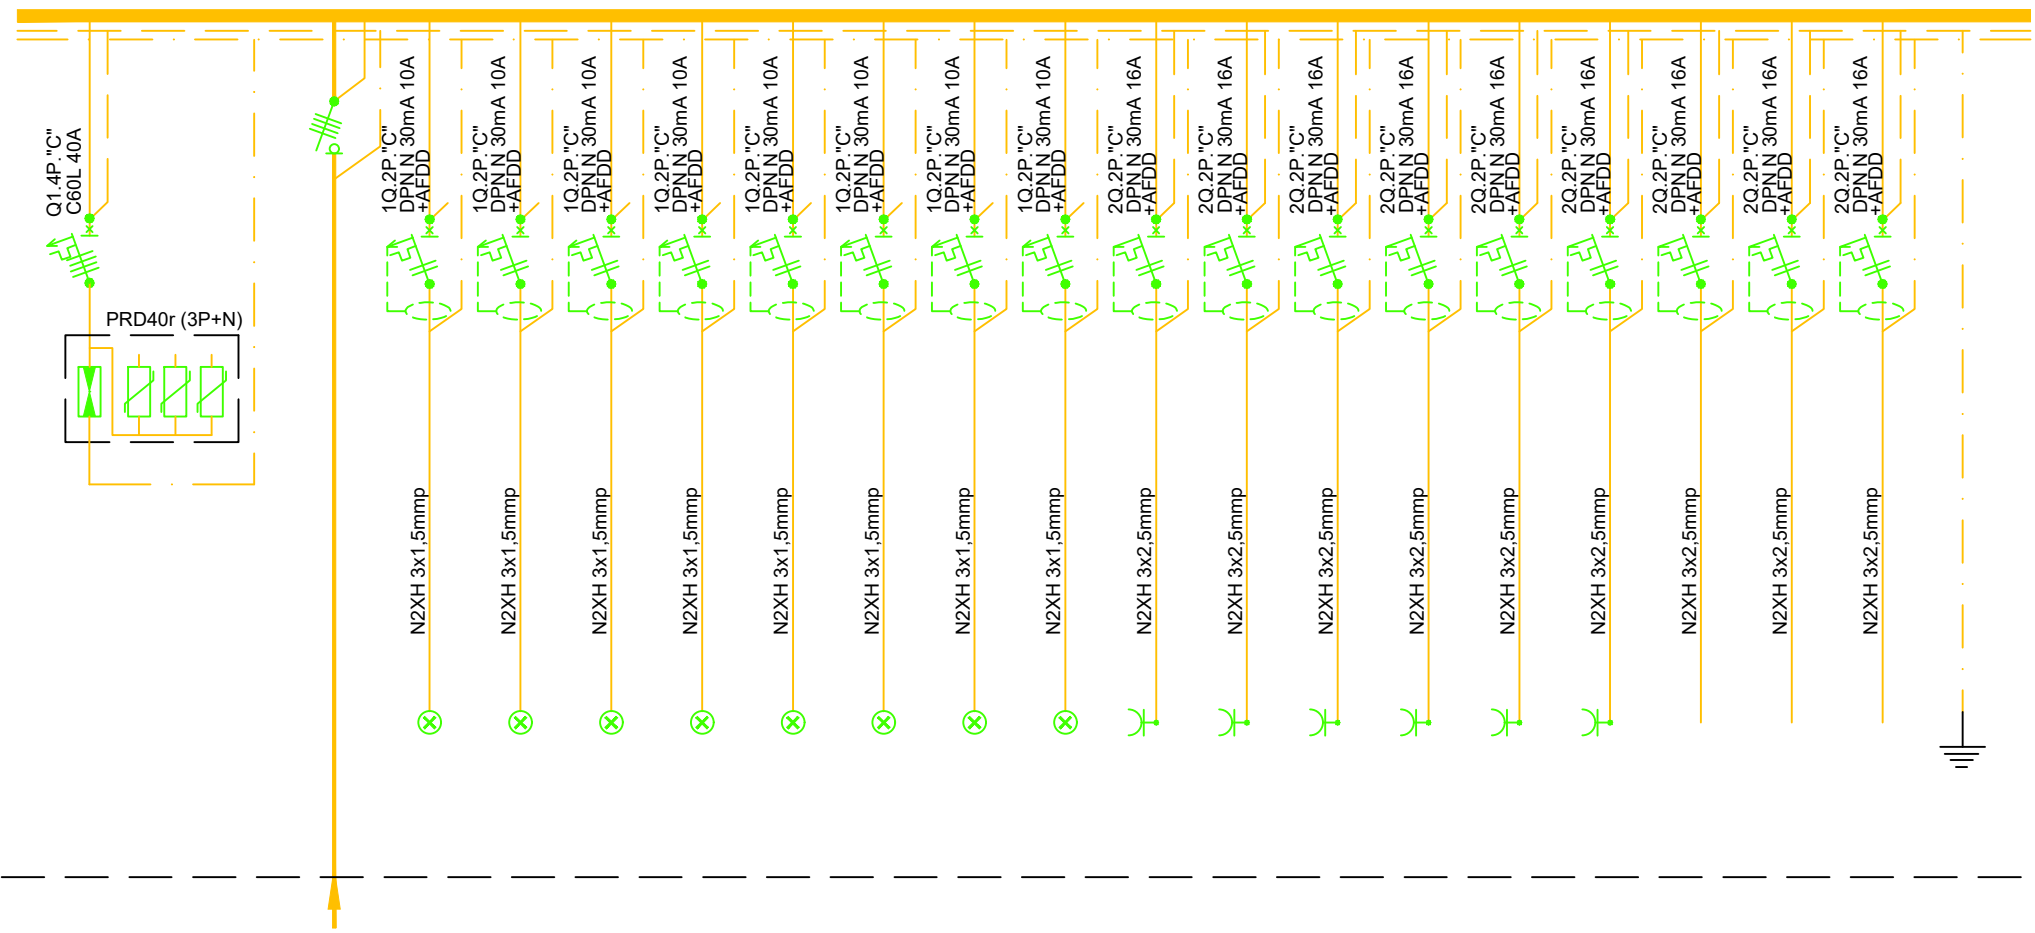 Q1.4P."C"
C60L 40A
PRD40r (3P+N)
1Q.2P."C"
DPN N 30mA 10A
+AFDD
1Q.2P."C"
DPN N 30mA 10A
+AFDD
1Q.2P."C"
DPN N 30mA 10A
+AFDD
1Q.2P."C"
DPN N 30mA 10A
+AFDD
1Q.2P."C"
DPN N 30mA 10A
+AFDD
1Q.2P."C"
DPN N 30mA 10A
+AFDD
1Q.2P."C"
DPN N 30mA 10A
+AFDD
1Q.2P."C"
DPN N 30mA 10A
+AFDD
2Q.2P."C"
DPN N 30mA 16A
+AFDD
2Q.2P."C"
DPN N 30mA 16A
+AFDD
2Q.2P."C"
DPN N 30mA 16A
+AFDD
2Q.2P."C"
DPN N 30mA 16A
+AFDD
2Q.2P."C"
DPN N 30mA 16A
+AFDD
2Q.2P."C"
DPN N 30mA 16A
+AFDD
2Q.2P."C"
DPN N 30mA 16A
+AFDD
2Q.2P."C"
DPN N 30mA 16A
+AFDD
2Q.2P."C"
DPN N 30mA 16A
+AFDD
N2XH 3x1,5mmp
N2XH 3x1,5mmp
N2XH 3x1,5mmp
N2XH 3x1,5mmp
N2XH 3x1,5mmp
N2XH 3x1,5mmp
N2XH 3x1,5mmp
N2XH 3x1,5mmp
N2XH 3x2,5mmp
N2XH 3x2,5mmp
N2XH 3x2,5mmp
N2XH 3x2,5mmp
N2XH 3x2,5mmp
N2XH 3x2,5mmp
N2XH 3x2,5mmp
N2XH 3x2,5mmp
N2XH 3x2,5mmp